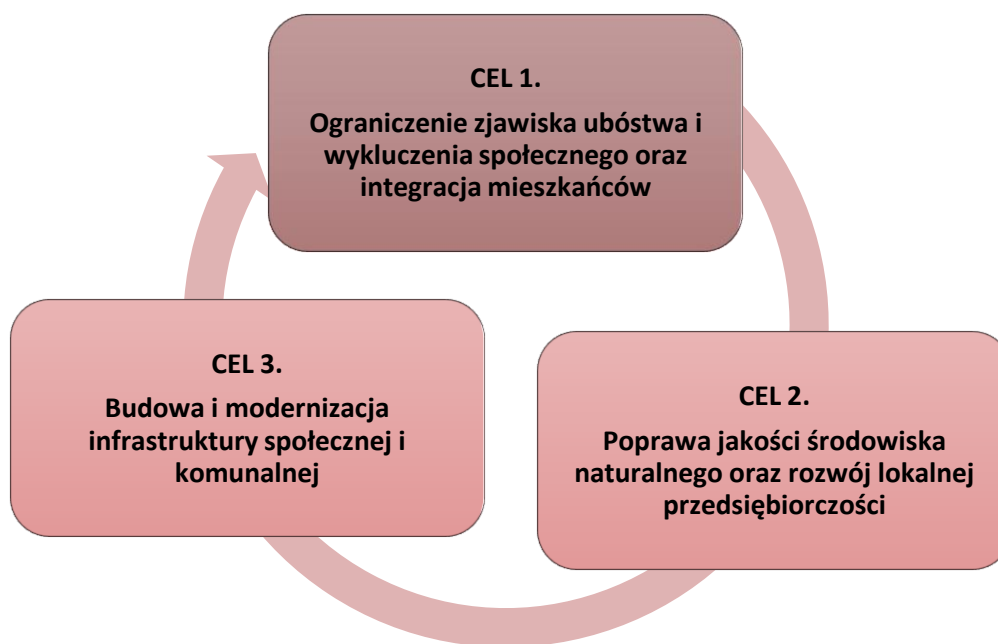 CEL 1.
Ograniczenie zjawiska ubóstwa i
wykluczenia społecznego oraz
integracja mieszkańców
CEL 2.
Poprawa jakości środowiska
naturalnego oraz rozwój lokalnej
przedsiębiorczości
CEL 3.
Budowa i modernizacja
infrastruktury społecznej i
komunalnej